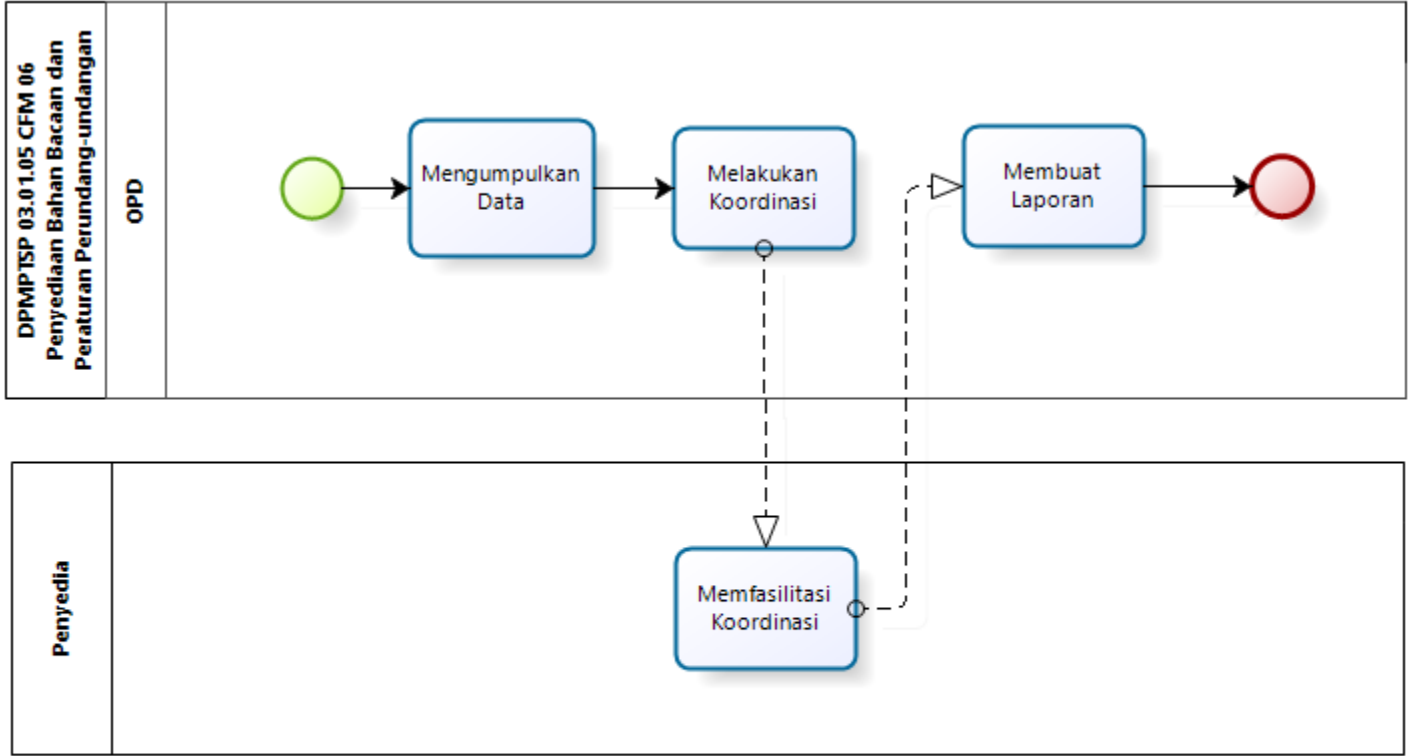 DPMPTSP 03.01.05 CFM 06
Penyediaan Bahan Bacaan dan
Peraturan Perundang-undangan
OPD
Mengumpulkan
Data
Melakukan
Koordinasi
Membuat
Laporan
Penyedia
Memfasilitasi
Koordinasi